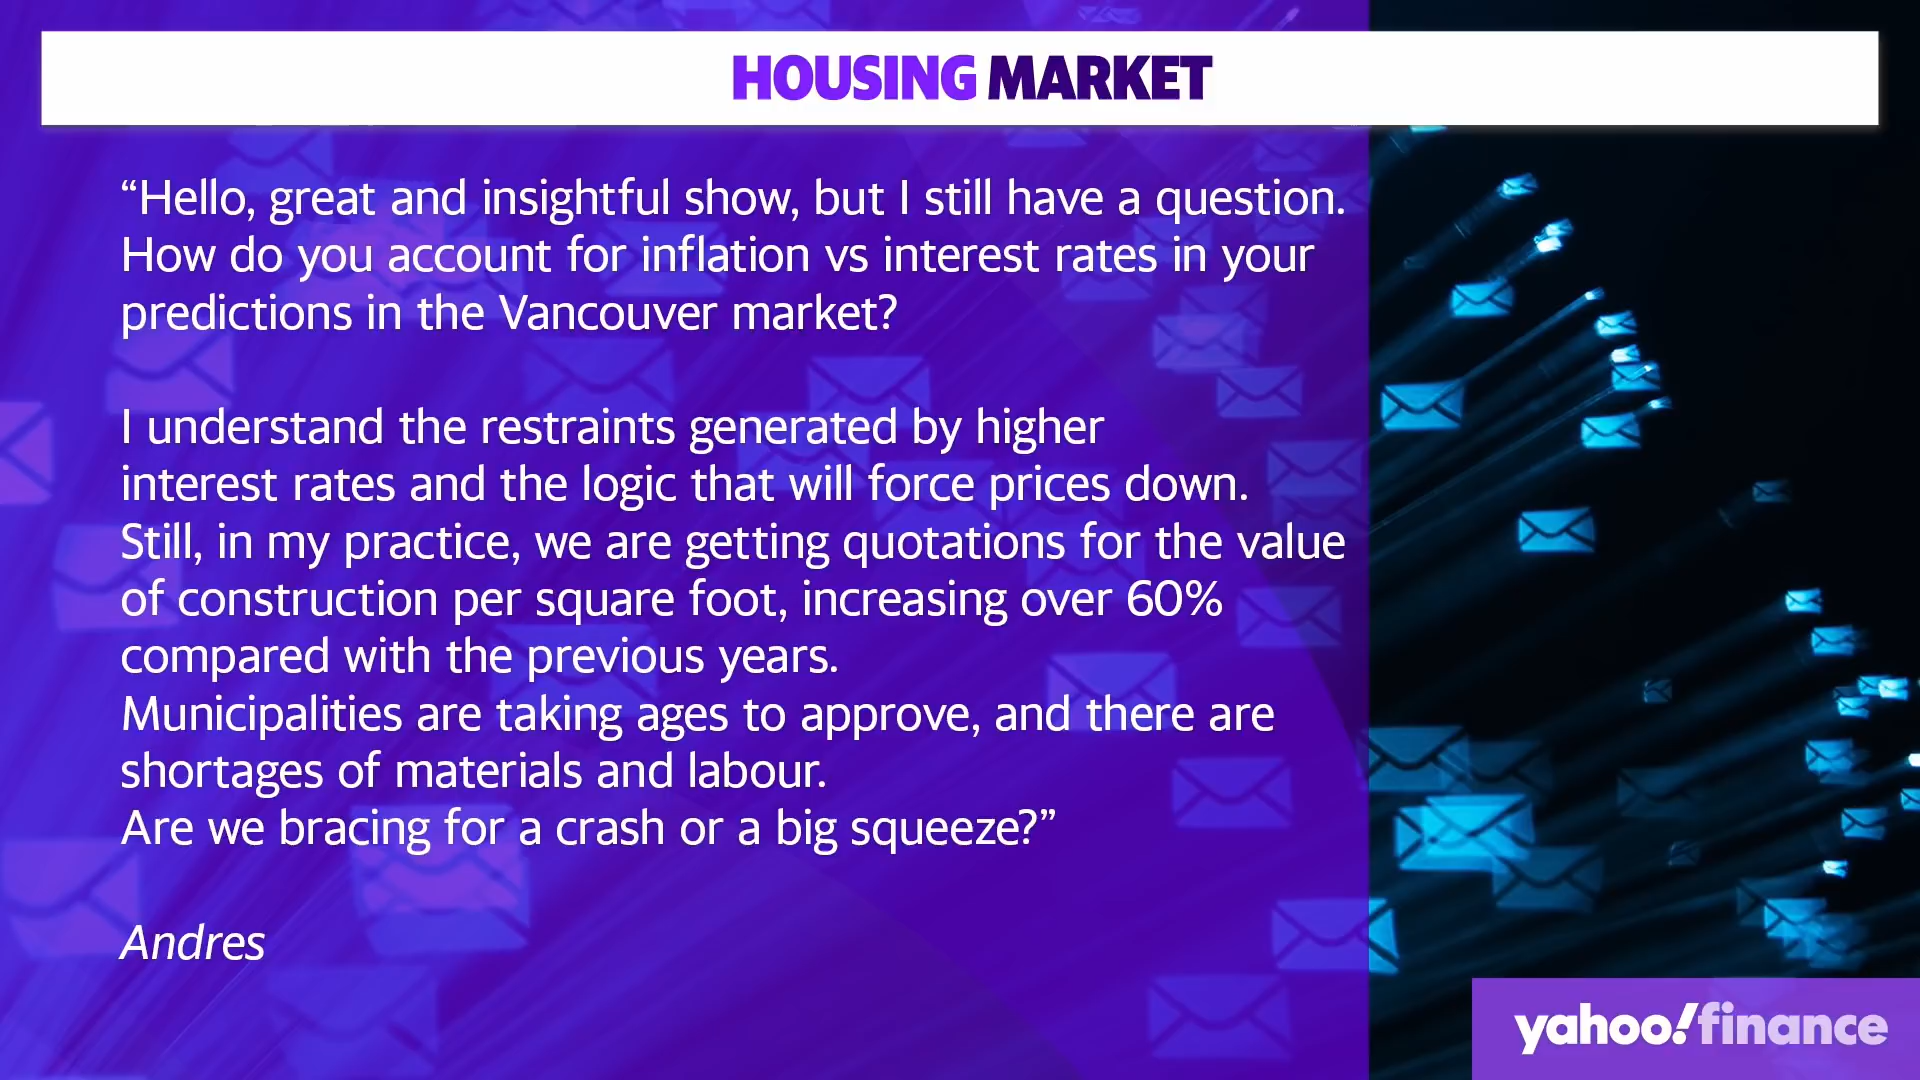 HOUSING MARKET
“Hello, great and insightful show, but I still have a question.
How do you account for inflation vs interest rates in your
predictions in the Vancouver market?
I understand the restraints generated by higher
interest rates and the logic that will force prices down.
Still, in my practice, we are getting quotations for the value
of construction per square foot, increasing over 60%
compared with the previous years.
Municipalities are taking ages to approve, and there are
shortages of materials and labour.
Are we bracing for a crash or a big squeeze?”
Andres
yahoo!finance